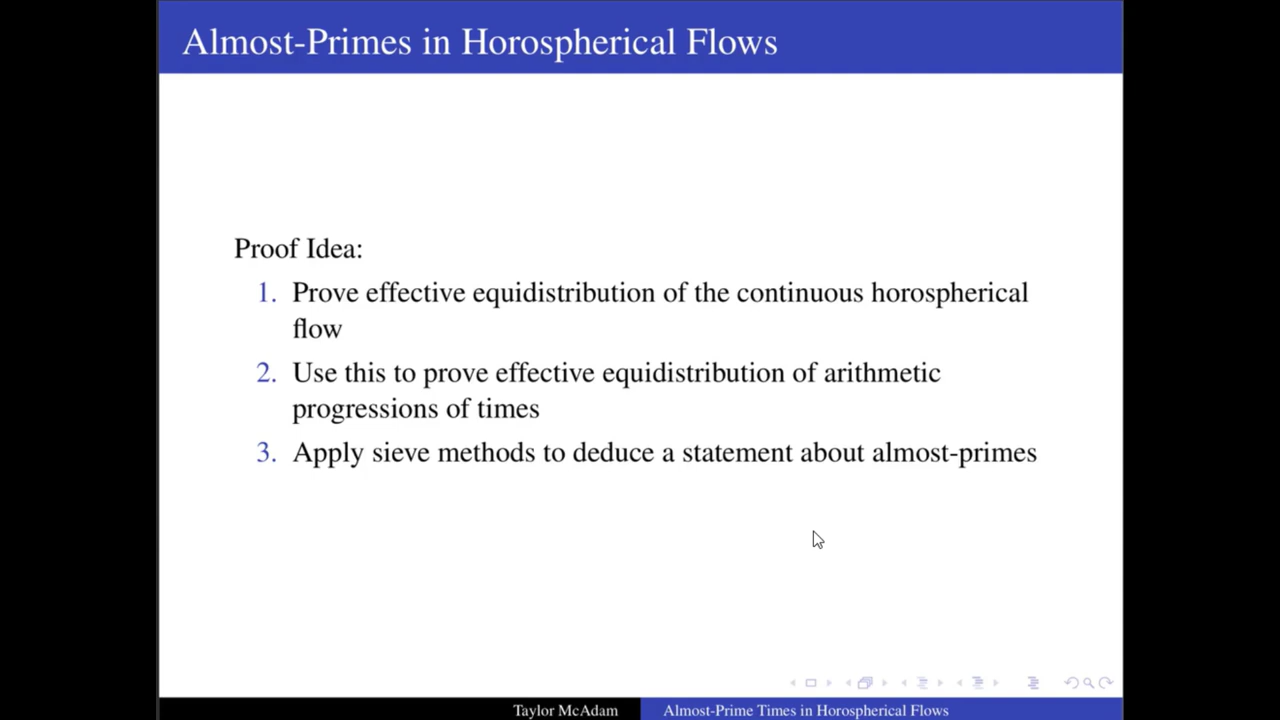 Almost-Primes in Horospherical Flows
Proof Idea:
1. Prove effective equidistribution of the continuous horospherical
flow
2. Use this to prove effective equidistribution of arithmetic
progressions of times
3. Apply sieve methods to deduce a statement about almost-primes
Taylor McAdam
Almost-Prime Times in Horospherical Flows